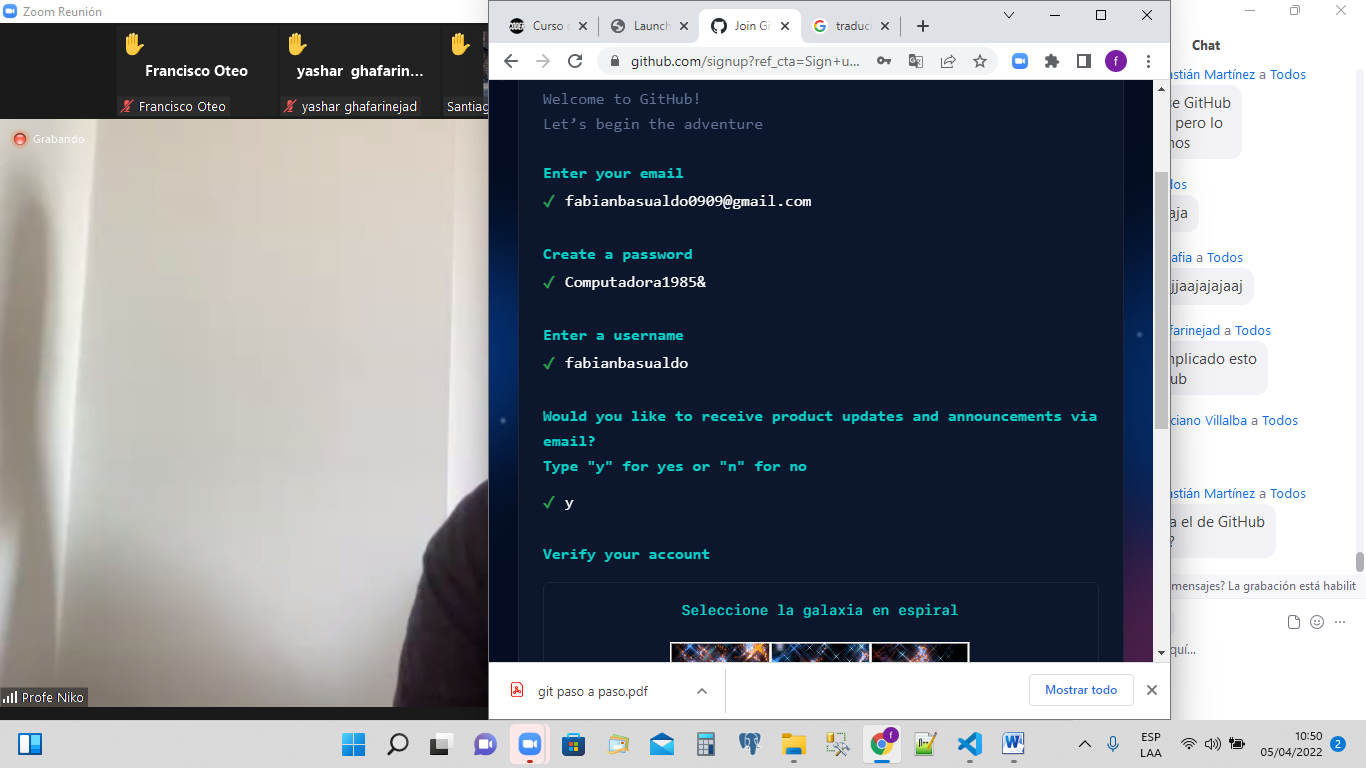 Zoom Reunión
Francisco Oteo
Francisco Oteo
yashar ghafarin...
yashar ghafarinejad
Santiag
Grabando
Profe Niko
Curso
Launch
Join Gi
traduci
github.com/signup?ref_cta=Sign+u...
f
Welcome to GitHub!
Let's begin the adventure
Enter your email
✓ fabianbasualdo0909@gmail.com
Create a password
✓ Computadora1985&
Enter a username
✓ fabianbasualdo
Would you like to receive product updates and announcements via
email?
Type "y" for yes or "n" for no
✓ y
Verify your account
Seleccione la galaxia en espiral
git paso a paso.pdf
Mostrar todo
Chat
astián Martínez a Todos
se GitHub
pero lo
nos
dos
aja
afia a Todos
jjaajajajaaj
farinejad a Todos
mplicado esto
ub
ciano Villalba a Todos
astián Martínez a Todos
a el de GitHub
?
mensajes? La grabación está habilit
quí...
ESP
LAA
10:50
05/04/2022
2